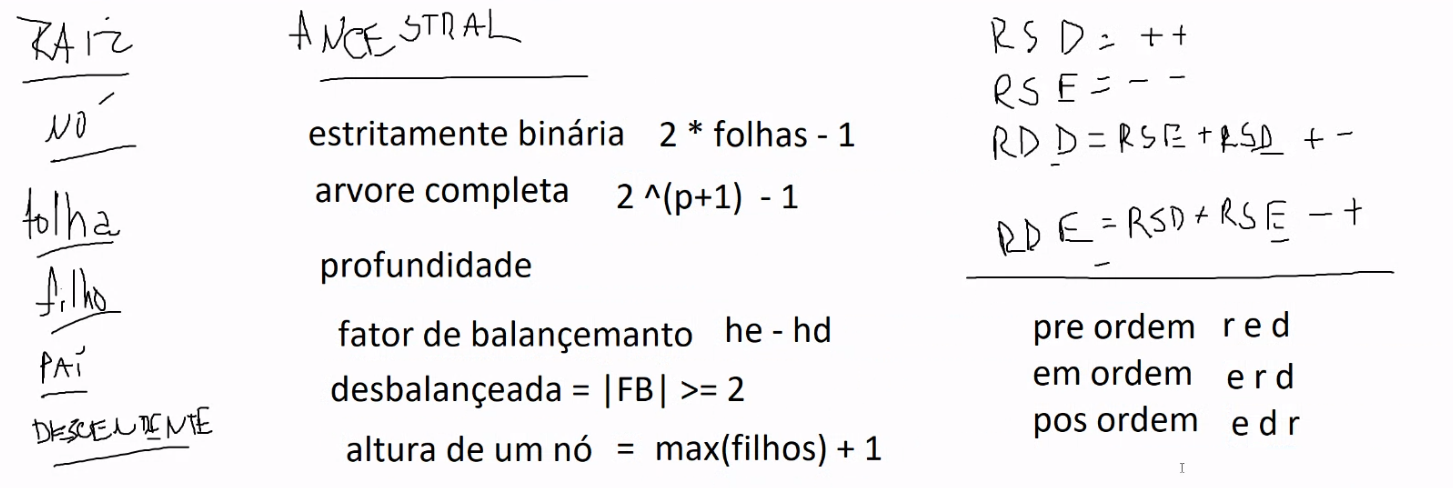 RAIZ
NÓ
folha
filho
PAI
DESCENDENTE
ANCESTRAL
estritamente binária 2 * folhas - 1
arvore completa 2 ^(p+1) - 1
profundidade
fator de balançemanto he - hd
desbalançeada = |FB| >= 2
altura de um nó = max(filhos) + 1
RSD = ++
RSE = - -
RDD = RSE + RSD + -
RDE = RSD + RSE - +
pre ordem r e d
em ordem e r d
pos ordem e d r